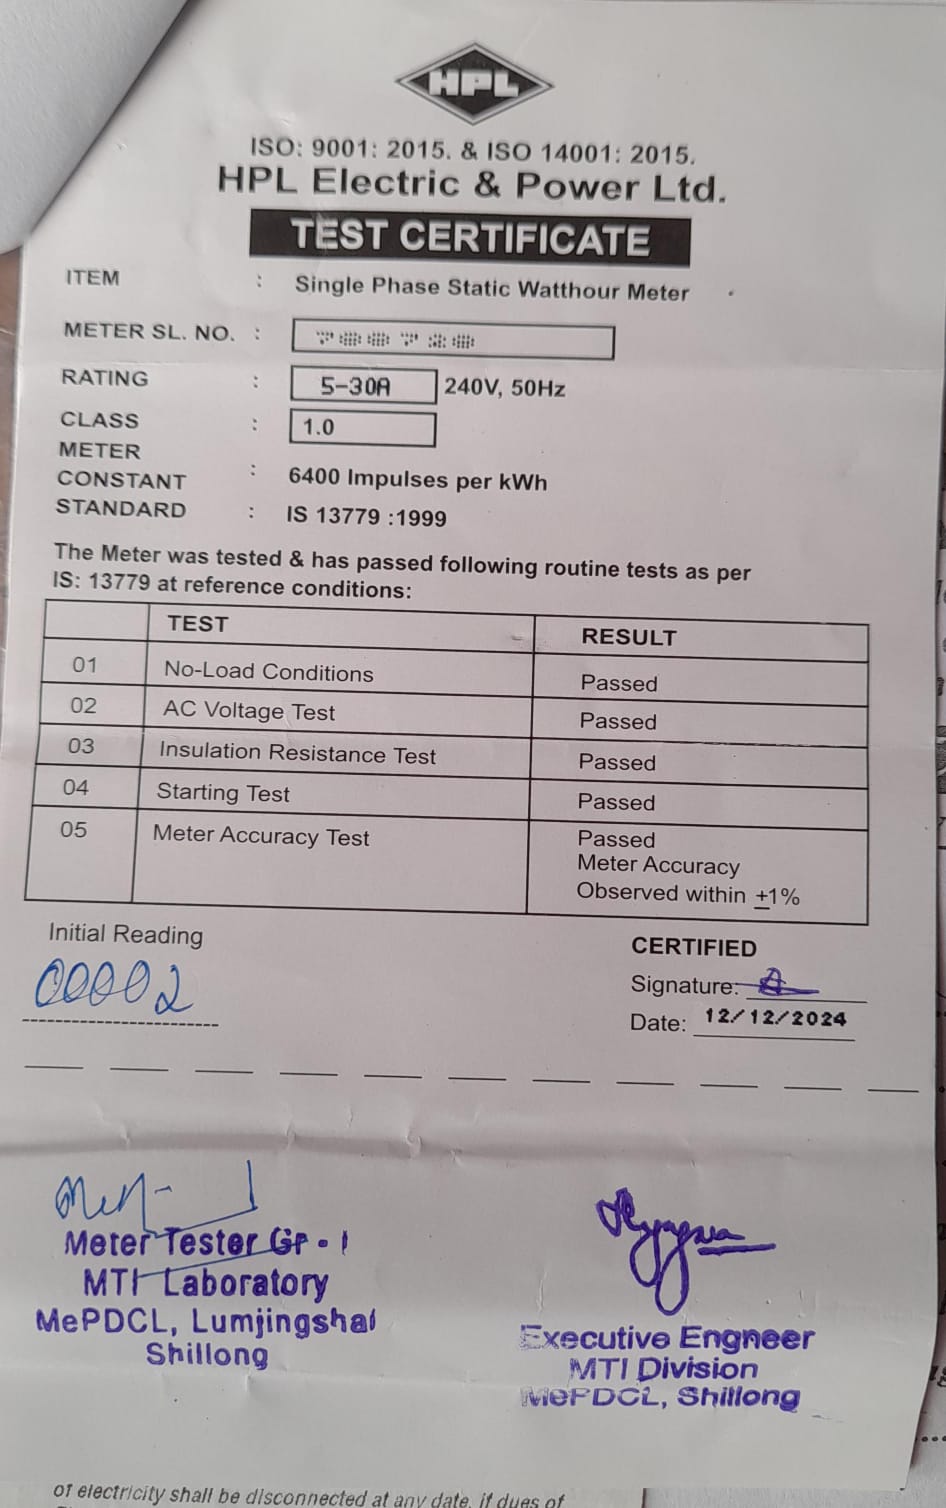 HPL
ISO: 9001: 2015. & ISO 14001: 2015.
HPL Electric & Power Ltd.
TEST CERTIFICATE
ITEM : Single Phase Static Watthour Meter
METER SL. NO. :
RATING : 5-30A 240V, 50Hz
CLASS : 1.0
METER
CONSTANT : 6400 Impulses per kWh
STANDARD : IS 13779 :1999
The Meter was tested & has passed following routine tests as per
IS: 13779 at reference conditions:
TEST RESULT
01 No-Load Conditions Passed
02 AC Voltage Test Passed
03 Insulation Resistance Test Passed
04 Starting Test Passed
05 Meter Accuracy Test Passed
Meter Accuracy
Observed within ±1%
Initial Reading
00002
CERTIFIED
Signature:
Date: 12/12/2024
Meter Tester Gr - I
MTI Laboratory
MePDCL, Lumjingshai
Shillong
Executive Engneer
MTI Division
MePDCL, Shillong
of electricity shall be disconnected at any date, if dues of